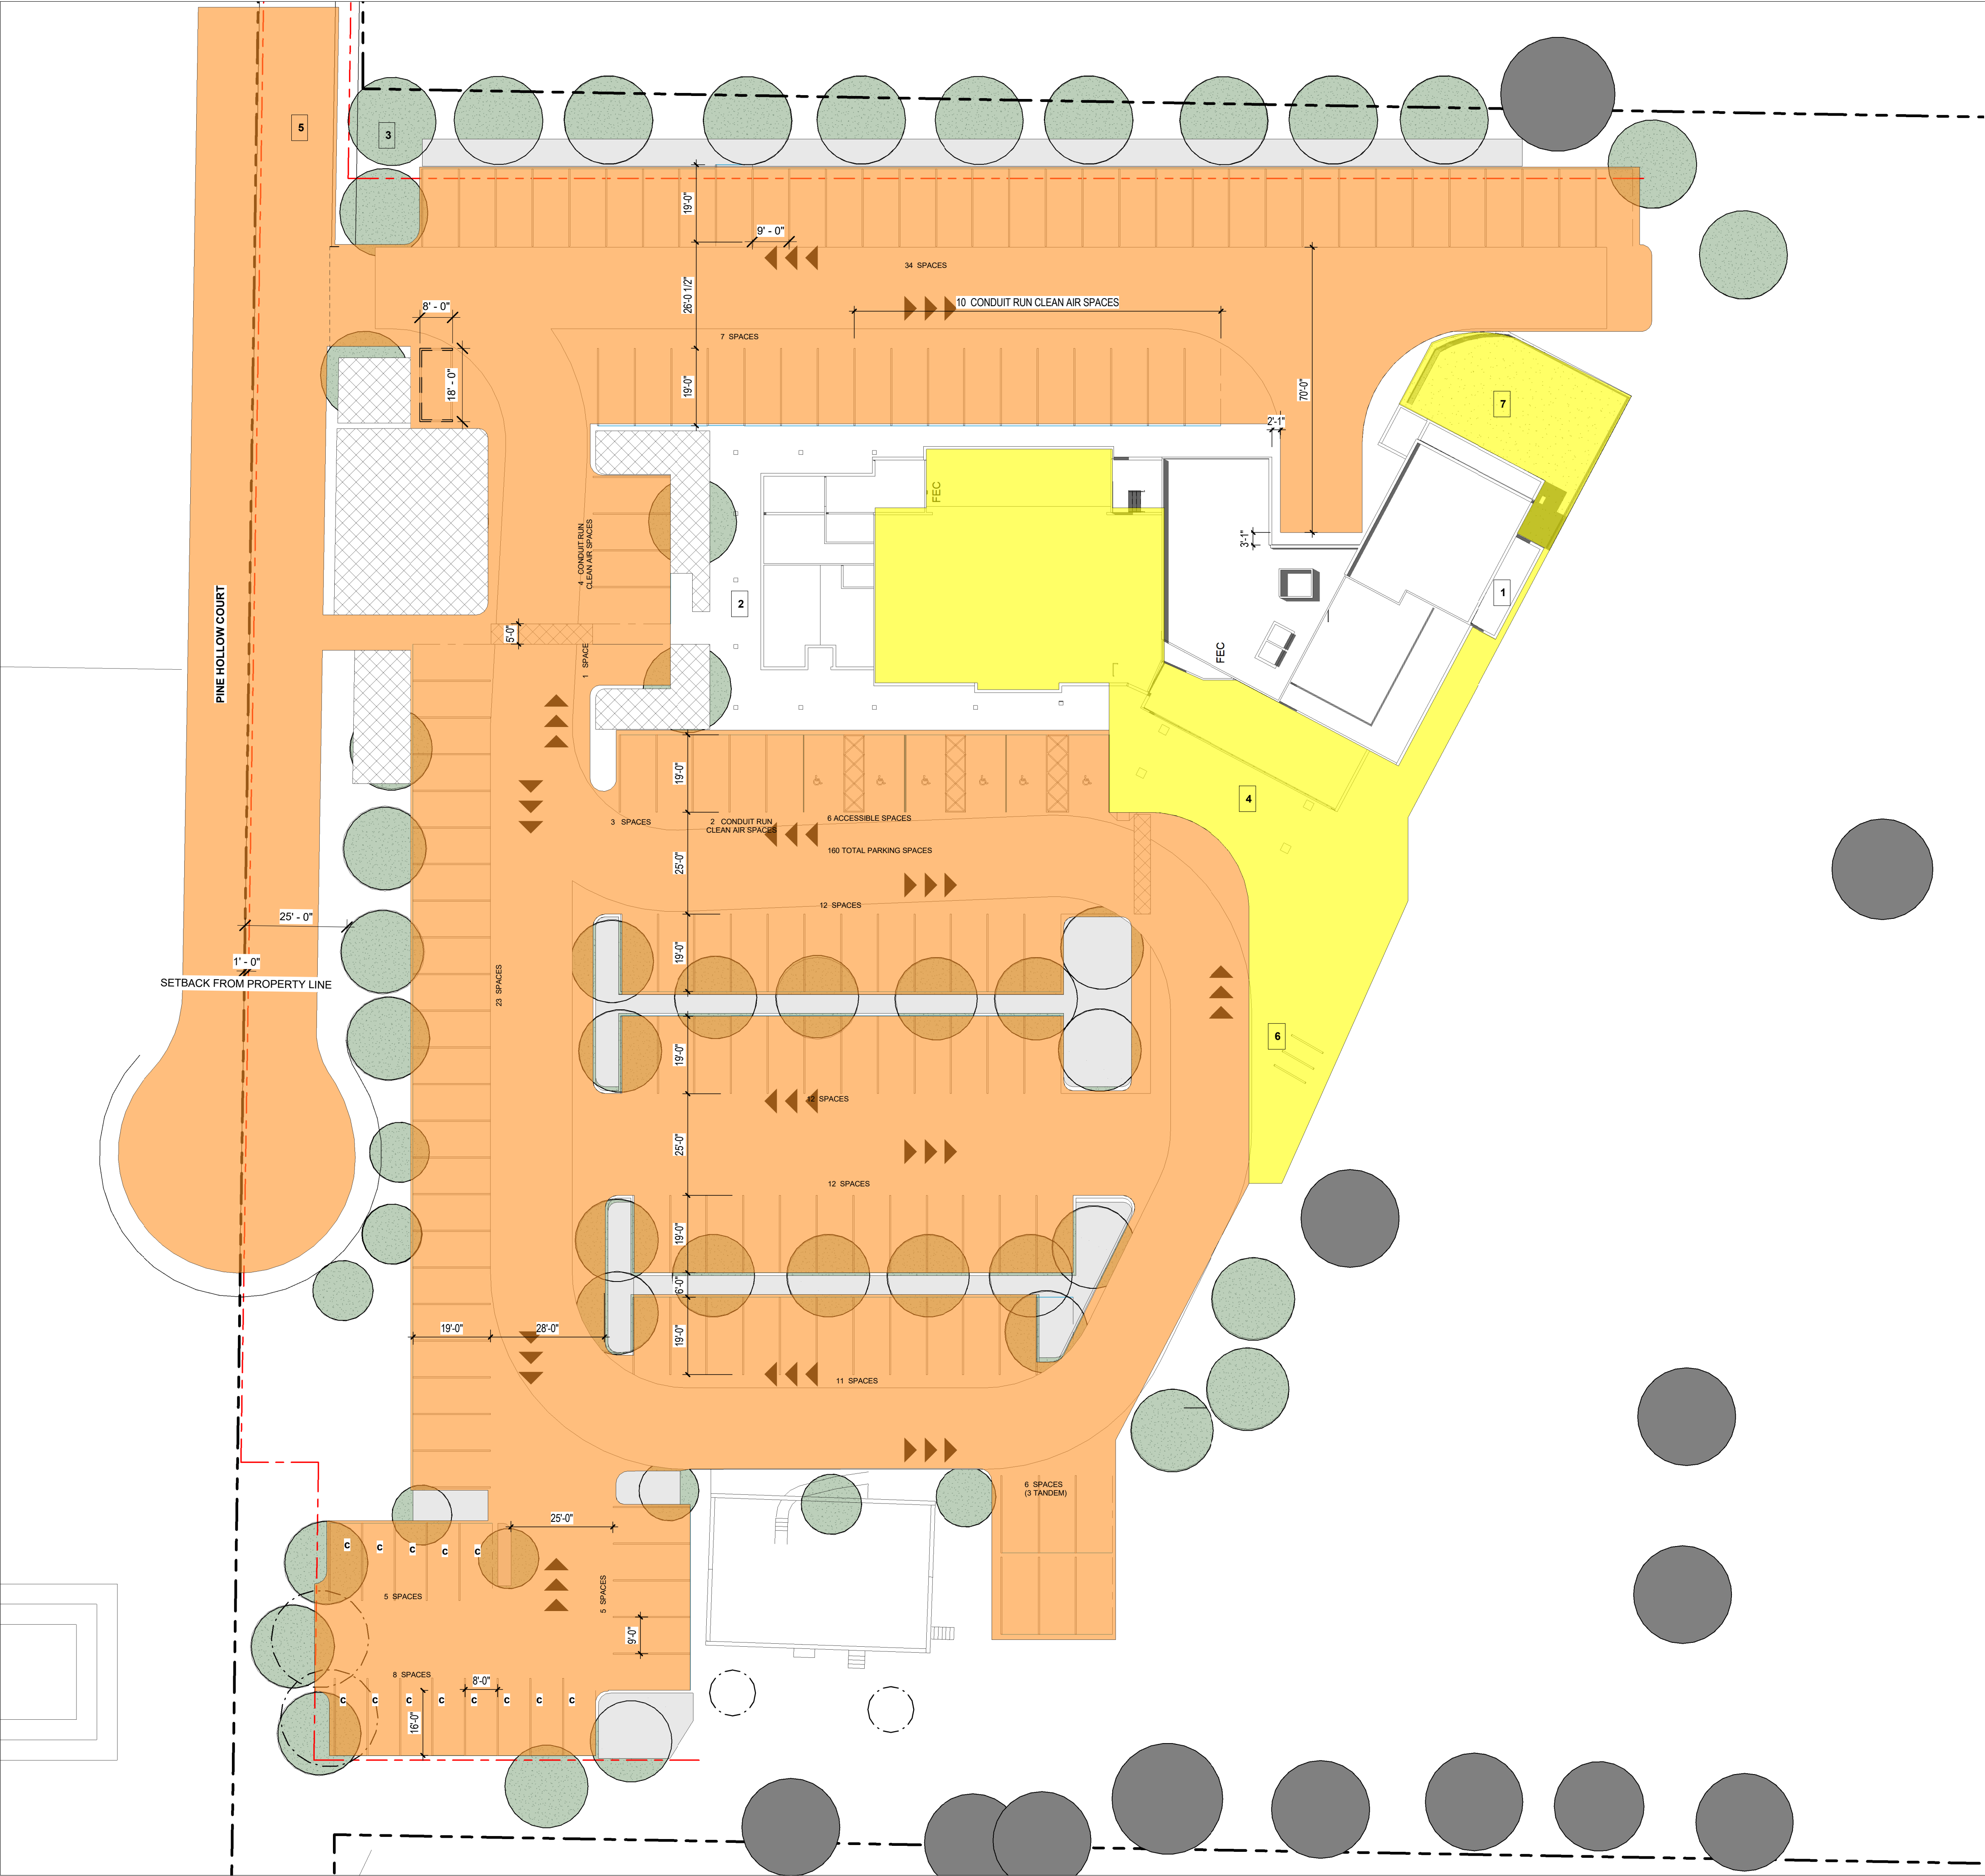 5
3
19'-0"
9' - 0"
34 SPACES
26'-0 1/2"
8' - 0"
10 CONDUIT RUN CLEAN AIR SPACES
7 SPACES
18' - 0"
19'-0"
70'-0"
2'-1"
7
FEC
4 CONDUIT RUN
CLEAN AIR SPACES
3'-1"
PINE HOLLOW COURT
2
1
5'-0"
1 SPACE
FEC
19'-0"
4
3 SPACES
2 CONDUIT RUN
CLEAN AIR SPACES
6 ACCESSIBLE SPACES
160 TOTAL PARKING SPACES
25'-0"
12 SPACES
25' - 0"
19'-0"
1' - 0"
SETBACK FROM PROPERTY LINE
23 SPACES
6
19'-0"
12 SPACES
25'-0"
12 SPACES
19'-0"
6'-0"
19'-0"
28'-0"
19'-0"
11 SPACES
6 SPACES
(3 TANDEM)
25'-0"
C
C
C
C
C
5 SPACES
5 SPACES
9'-0"
8 SPACES
8'-0"
C
C
C
C
C
C
C
C
16'-0"